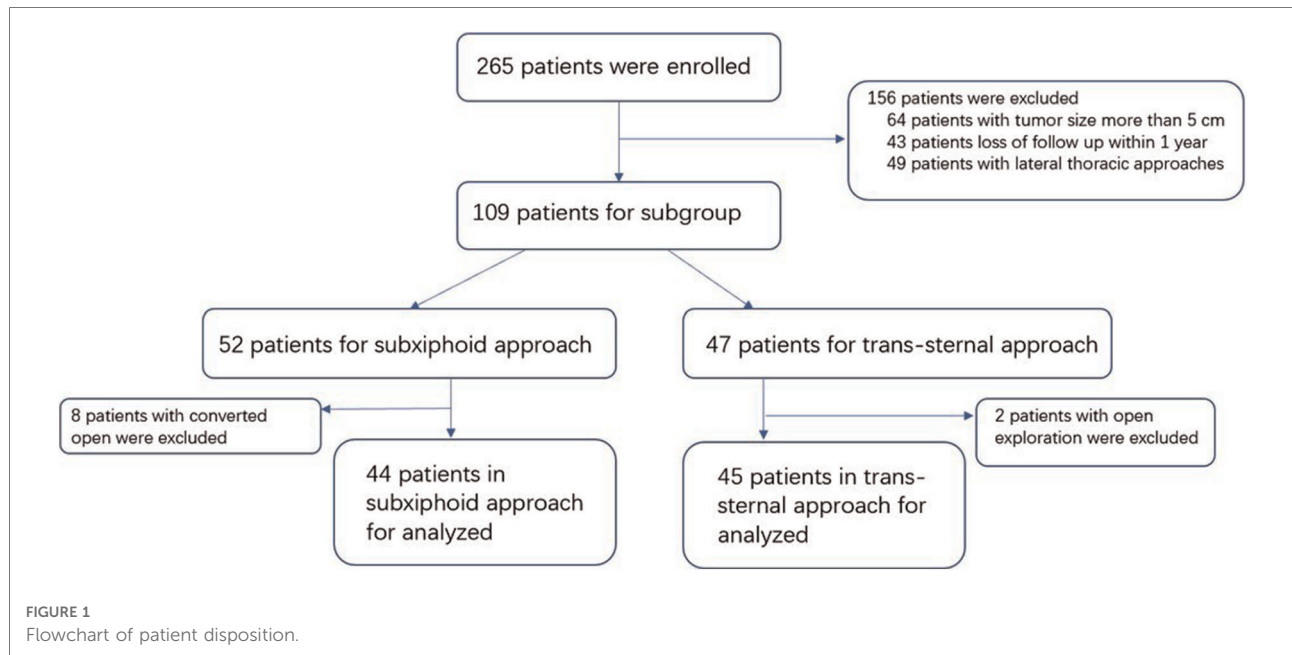 265 patients were enrolled
156 patients were excluded
64 patients with tumor size more than 5 cm
43 patients loss of follow up within 1 year
49 patients with lateral thoracic approaches
109 patients for subgroup
52 patients for subxiphoid approach
47 patients for trans-sternal approach
8 patients with converted
open were excluded
2 patients with open
exploration were excluded
44 patients in
subxiphoid approach
for analyzed
45 patients in trans-
sternal approach for
analyzed
FIGURE 1
Flowchart of patient disposition.